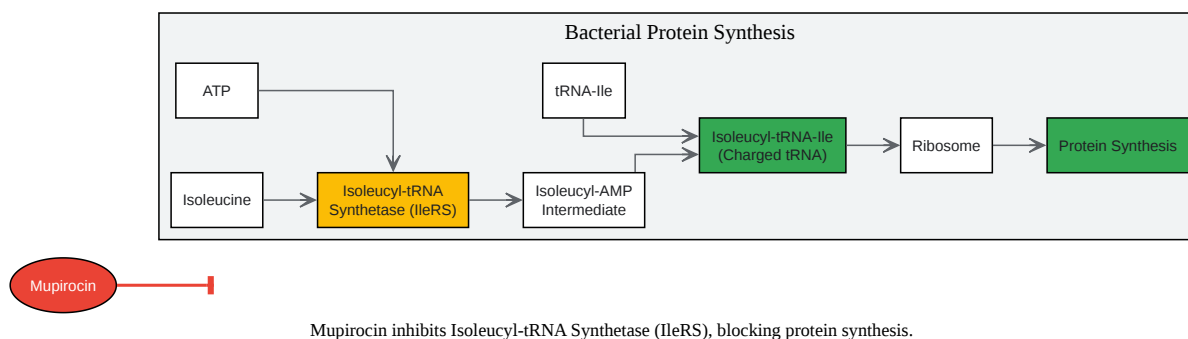 Bacterial Protein Synthesis
ATP
tRNA-Ile
Isoleucyl-tRNA-Ile
(Charged tRNA)
Ribosome
Protein Synthesis
Isoleucine
Isoleucyl-tRNA
Synthetase (IleRS)
Isoleucyl-AMP
Intermediate
Mupirocin
Mupirocin inhibits Isoleucyl-tRNA Synthetase (IleRS), blocking protein synthesis.